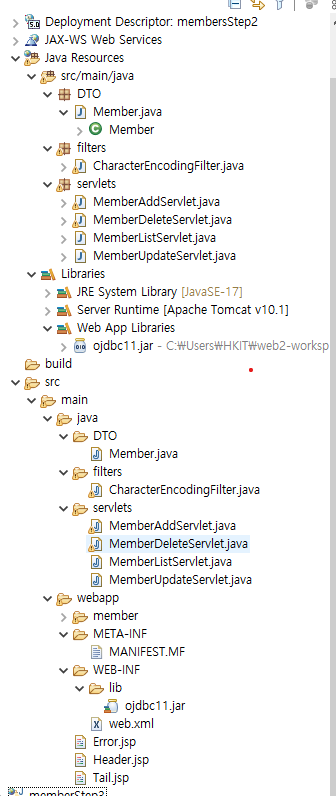 Deployment Descriptor: membersStep2
JAX-WS Web Services
Java Resources
src/main/java
DTO
Member.java
Member
filters
CharacterEncodingFilter.java
servlets
MemberAddServlet.java
MemberDeleteServlet.java
MemberListServlet.java
MemberUpdateServlet.java
Libraries
JRE System Library [JavaSE-17]
Server Runtime [Apache Tomcat v10.1]
Web App Libraries
ojdbc11.jar - C:₩Users₩HKIT₩web2-worksp
build
src
main
java
DTO
Member.java
filters
CharacterEncodingFilter.java
servlets
MemberAddServlet.java
MemberDeleteServlet.java
MemberListServlet.java
MemberUpdateServlet.java
webapp
member
META-INF
MANIFEST.MF
WEB-INF
lib
ojdbc11.jar
web.xml
Error.jsp
Header.jsp
Tail.jsp